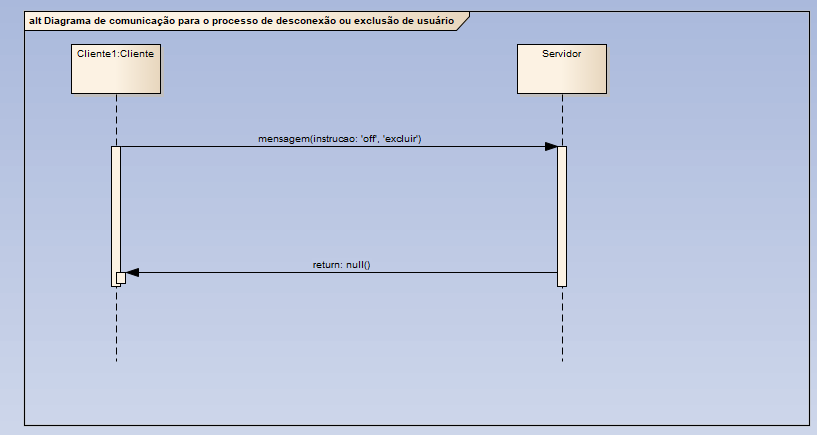 alt Diagrama de comunicação para o processo de desconexão ou exclusão de usuário
Cliente1:Cliente
Servidor
mensagem(instrucao: 'off', 'excluir')
return: null()